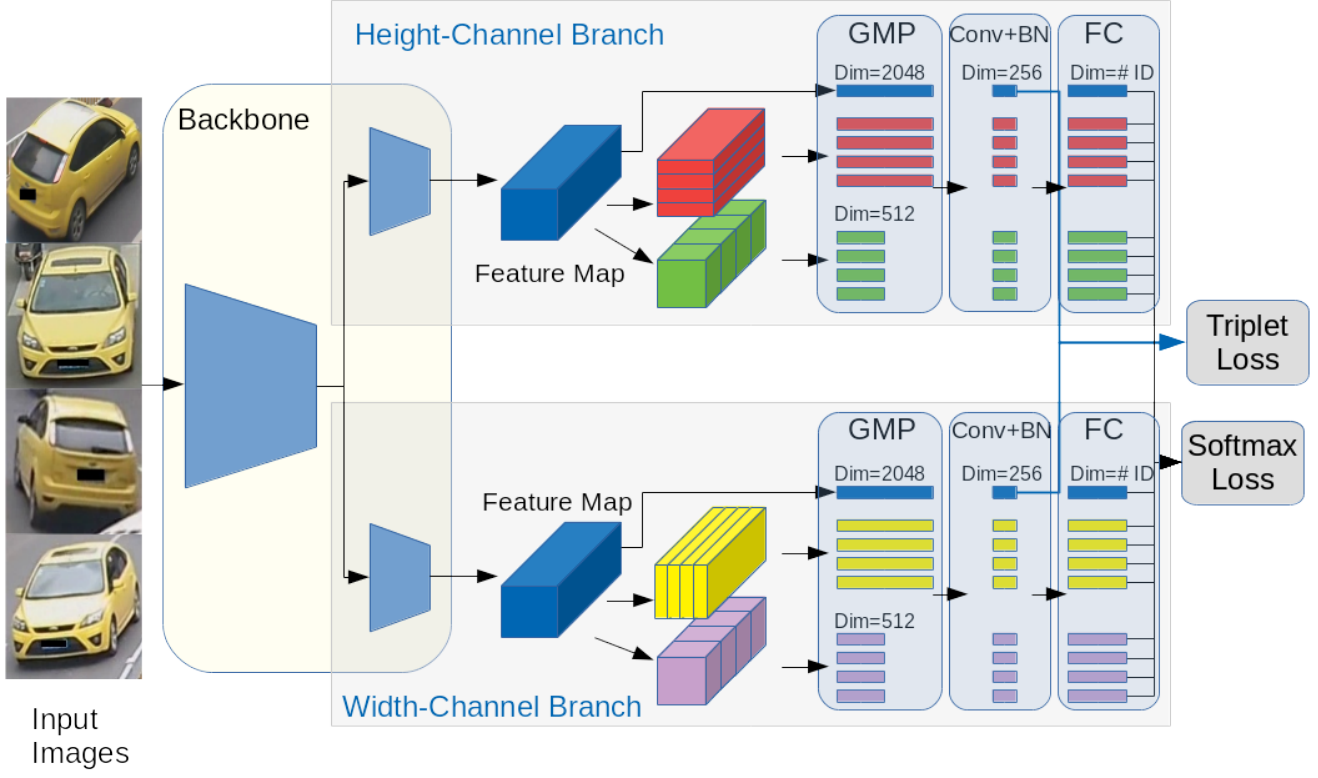 Height-Channel Branch
GMP
Conv+BN
FC
Dim=2048
Dim=256
Dim=# ID
Backbone
Dim=512
Feature Map
Triplet
Loss
GMP
Conv+BN
FC
Dim=2048
Dim=256
Dim=# ID
Softmax
Loss
Feature Map
Dim=512
Width-Channel Branch
Input
Images